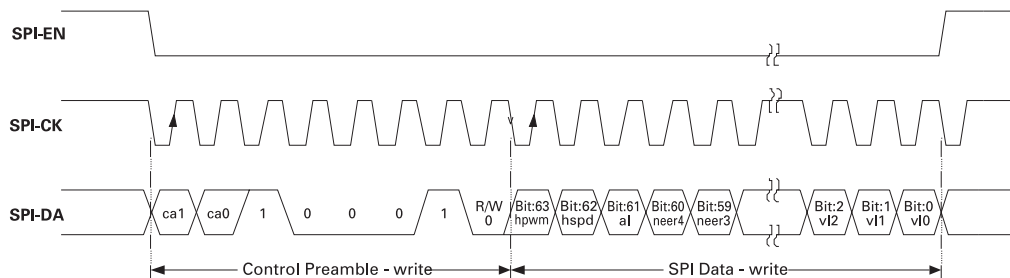 SPI-EN
SPI-CK
SPI-DA
ca1 ca0 1 0 0 0 1 R/W 0 Bit:63 hpwm Bit:62 hspd Bit:61 al Bit:60 neer4 Bit:59 neer3 Bit:2 vl2 Bit:1 vl1 Bit:0 vl0
Control Preamble - write SPI Data - write